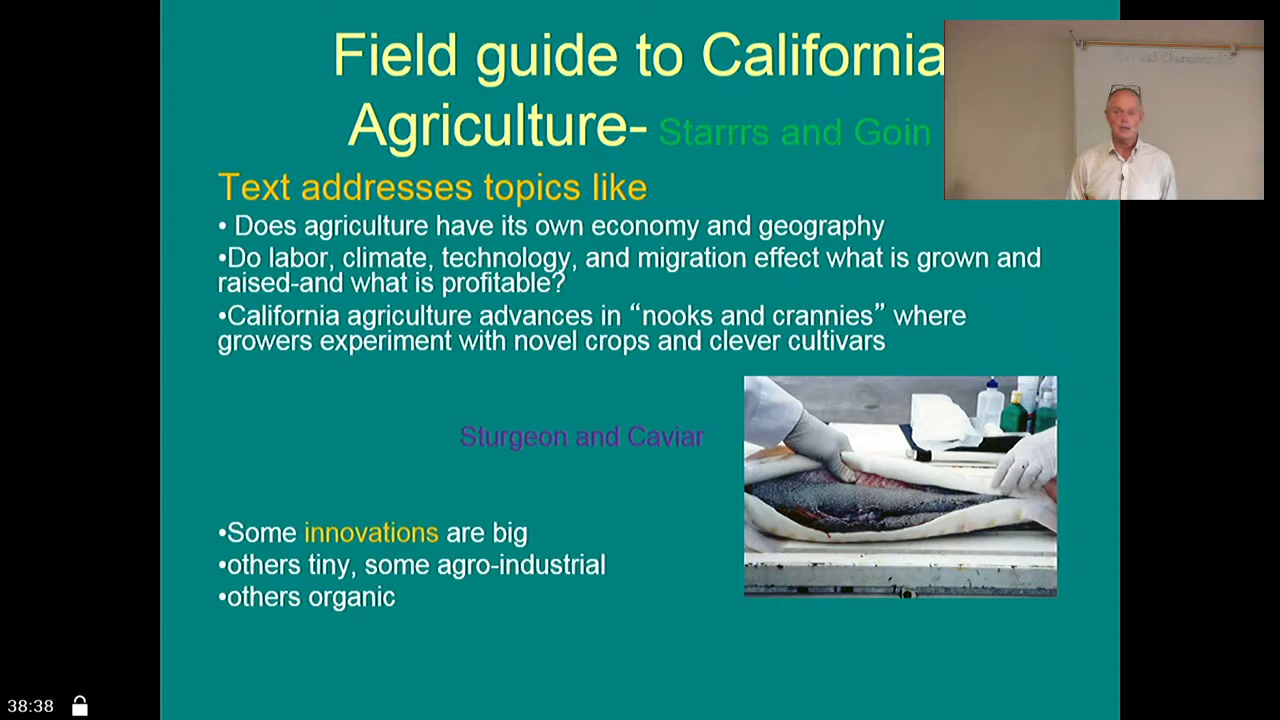 Field guide to California
Agriculture- Starrrs and Goin
Text addresses topics like
• Does agriculture have its own economy and geography
•Do labor, climate, technology, and migration effect what is grown and
raised-and what is profitable?
•California agriculture advances in “nooks and crannies” where
growers experiment with novel crops and clever cultivars
Sturgeon and Caviar
•Some innovations are big
•others tiny, some agro-industrial
•others organic
38:38